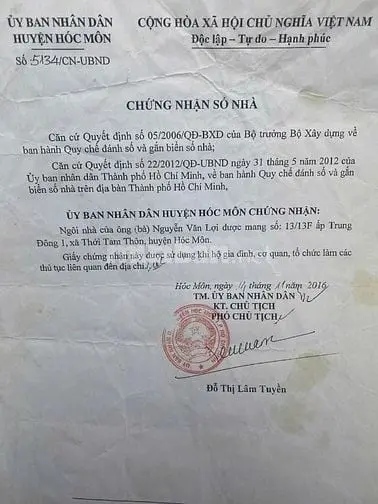 ỦY BAN NHÂN DÂN
HUYỆN HÓC MÔN
Số: 5134/CN-UBND
CỘNG HÒA XÃ HỘI CHỦ NGHĨA VIỆT NAM
Độc lập – Tự do – Hạnh phúc
CHỨNG NHẬN SỐ NHÀ
Căn cứ Quyết định số 05/2006/QĐ-BXD của Bộ trưởng Bộ Xây dựng về
ban hành Quy chế đánh số và gắn biển số nhà;
Căn cứ Quyết định số 22/2012/QĐ-UBND ngày 31 tháng 5 năm 2012 của
Ủy ban nhân dân Thành phố Hồ Chí Minh, về ban hành Quy chế đánh số và gắn
biển số nhà trên địa bàn Thành phố Hồ Chí Minh,
ỦY BAN NHÂN DÂN HUYỆN HÓC MÔN CHỨNG NHẬN:
Ngôi nhà của ông (bà) Nguyễn Văn Lợi được mang số: 13/13F ấp Trung
Đông 1, xã Thới Tam Thôn, huyện Hóc Môn.
Giấy chứng nhận này được sử dụng khi hộ gia đình, cơ quan, tổ chức làm các
thủ tục liên quan đến địa chỉ./.
Hóc Môn, ngày tháng 11 năm 2016
TM. ỦY BAN NHÂN DÂN
KT. CHỦ TỊCH
PHÓ CHỦ TỊCH
Đỗ Thị Lâm Tuyền